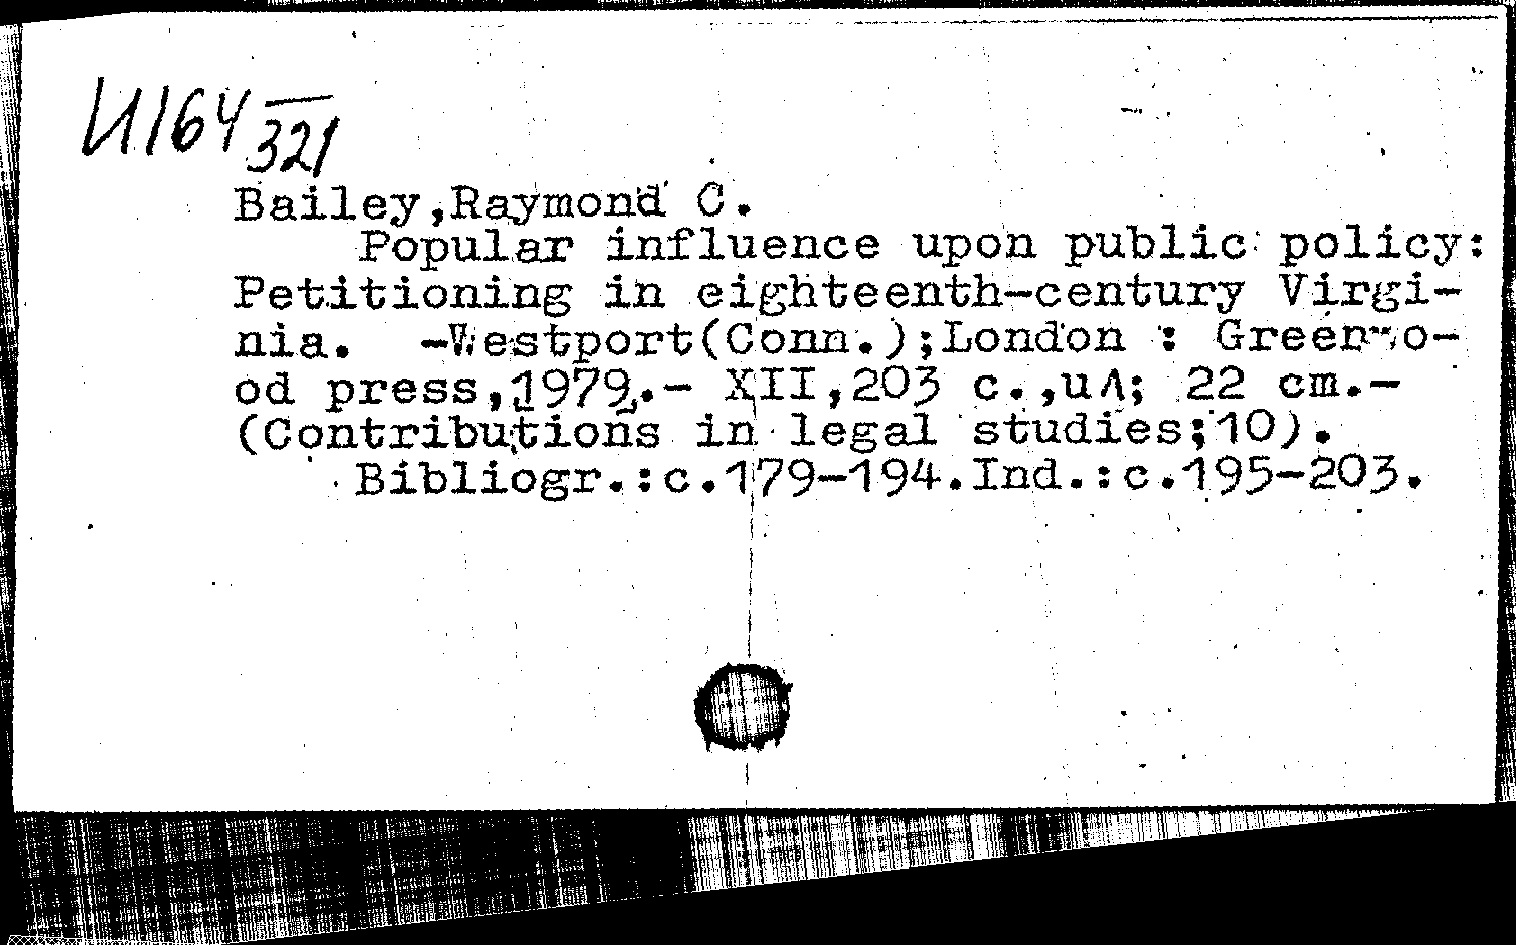 И164
321
Bailey,Raymond C.
Popular influence upon public policy:
Petitioning in eighteenth-century Virgi-
nia. -Westport(Conn.);London : Greenwo-
od press,1979.- XII,203 c.,ил; 22 cm.-
(Contributions in legal studies;10).
Bibliogr.:c.179-194.Ind.:c.195-203.